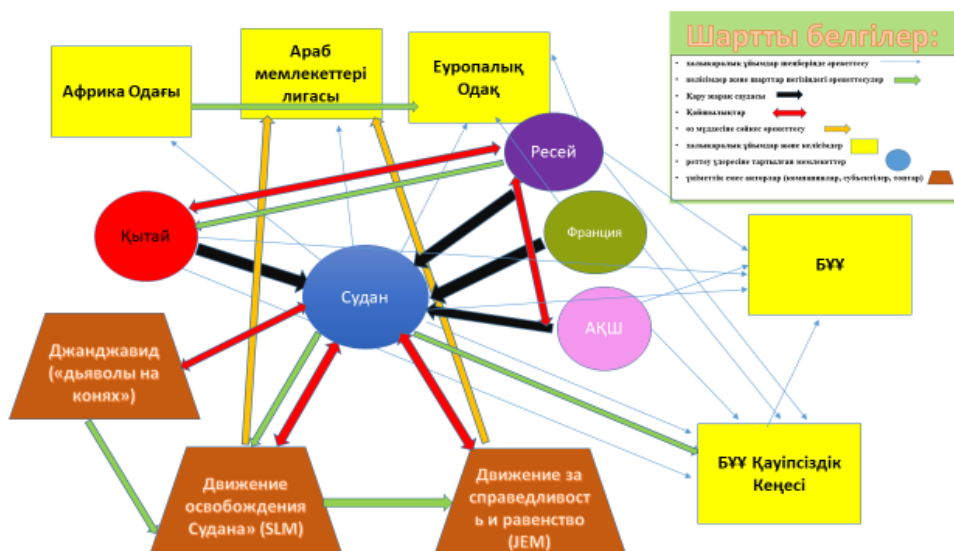 Шартты белгілер:
халықаралық ұйымдар шеңберінде әрекеттесу
келісімдер және шарттар негізіндегі әрекеттесулер
Қару жарақ саудасы
Қайшылықтар
өз мүддесіне сәйкес әрекеттесу
халықаралық ұйымдар және келісімдер
реттеу үдересіне тартылған мемлекеттер
үкіметтік емес акторлар (компаниялар, субъектілер, топтар)
Африка Одағы
Араб
мемлекеттері
лигасы
Еуропалық
Одақ
Ресей
Қытай
Франция
Судан
АҚШ
БҰҰ
Джанджавид
(«дьяволы на
конях»)
Движение
освобождения
Судана» (SLM)
Движение за
справедливост
ь и равенство
(JEM)
БҰҰ Қауіпсіздік
Кеңесі